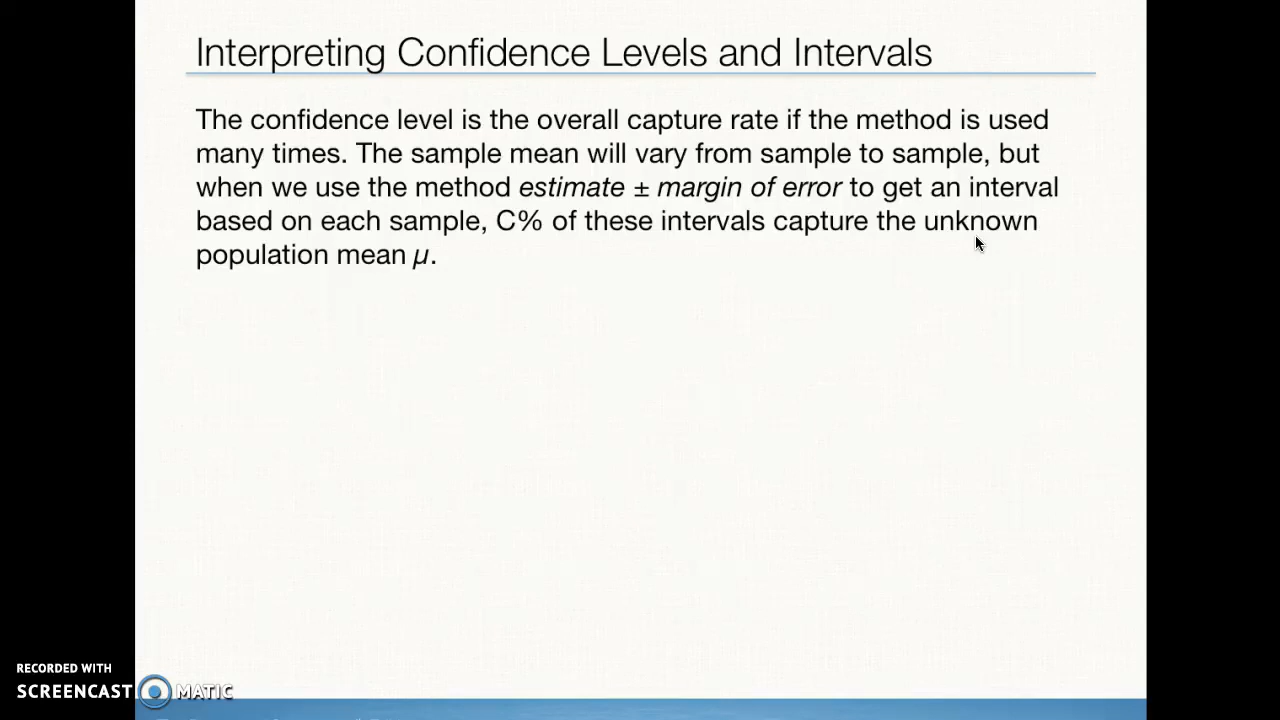 Interpreting Confidence Levels and Intervals
The confidence level is the overall capture rate if the method is used
many times. The sample mean will vary from sample to sample, but
when we use the method estimate ± margin of error to get an interval
based on each sample, C% of these intervals capture the unknown
population mean μ.
RECORDED WITH
SCREENCAST MATIC